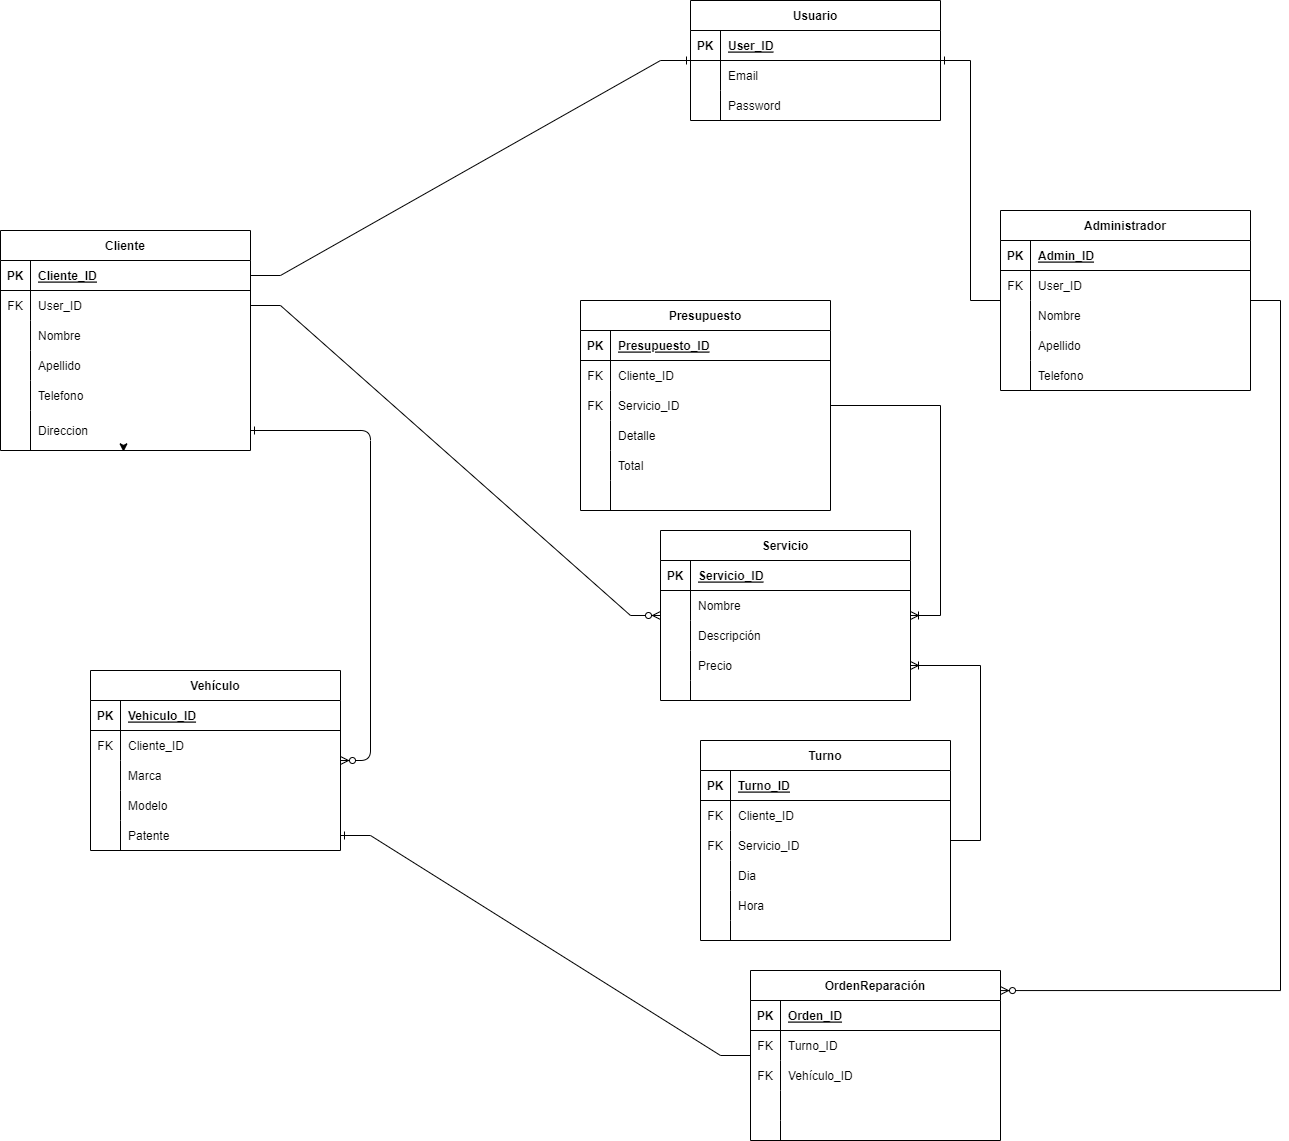 Usuario
PK User_ID
Email
Password
Cliente
PK Cliente_ID
FK User_ID
Nombre
Apellido
Telefono
Direccion
Administrador
PK Admin_ID
FK User_ID
Nombre
Apellido
Telefono
Presupuesto
PK Presupuesto_ID
FK Cliente_ID
FK Servicio_ID
Detalle
Total
Servicio
PK Servicio_ID
Nombre
Descripción
Precio
Vehículo
PK Vehiculo_ID
FK Cliente_ID
Marca
Modelo
Patente
Turno
PK Turno_ID
FK Cliente_ID
FK Servicio_ID
Dia
Hora
OrdenReparación
PK Orden_ID
FK Turno_ID
FK Vehículo_ID